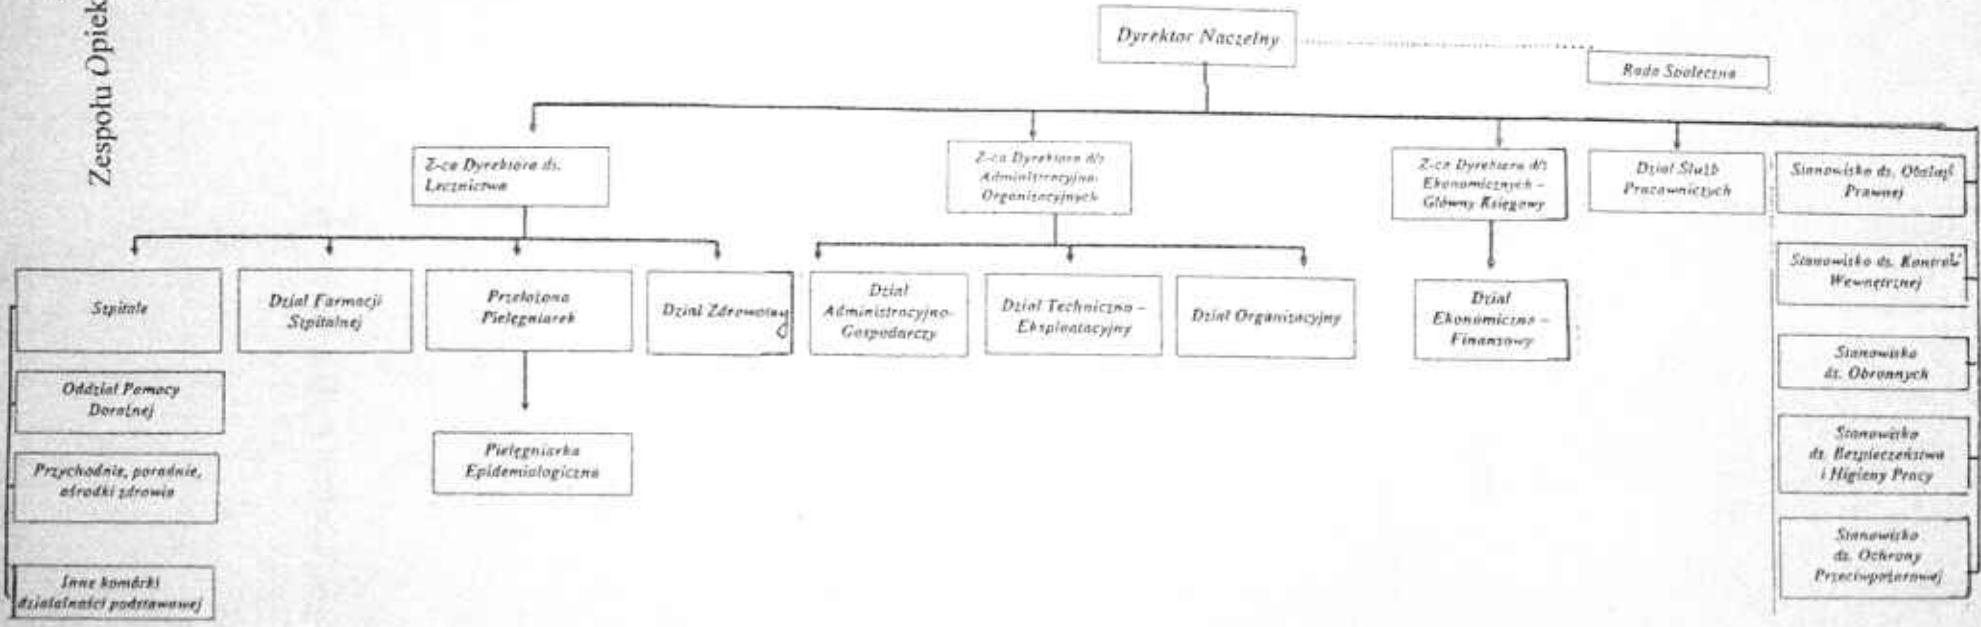 Zespołu Opiek
Dyrektor Naczelny
Rada Społeczna
Z-ca Dyrektora ds.
Lecznictwa
Z-ca Dyrektora d/s
Administracyjno-
Organizacyjnych
Z-ca Dyrektora d/s
Ekonomicznych –
Główny Księgowy
Dział Służb
Pracowniczych
Stanowisko ds. Obsługi
Prawnej
Szpitale
Dział Farmacji
Szpitalnej
Przełożona
Pielęgniarek
Dział Zdrowotny
Dział
Administracyjno-
Gospodarczy
Dział Techniczno –
Eksploatacyjny
Dział Organizacyjny
Dział
Ekonomiczno –
Finansowy
Stanowisko ds. Kontroli
Wewnętrznej
Oddział Pomocy
Doraźnej
Stanowisko
ds. Obronnych
Przychodnie, poradnie,
ośrodki zdrowia
Pielęgniarka
Epidemiologiczna
Stanowisko
ds. Bezpieczeństwa
i Higieny Pracy
Inne komórki
działalności podstawowej
Stanowisko
ds. Ochrony
Przeciwpożarowej